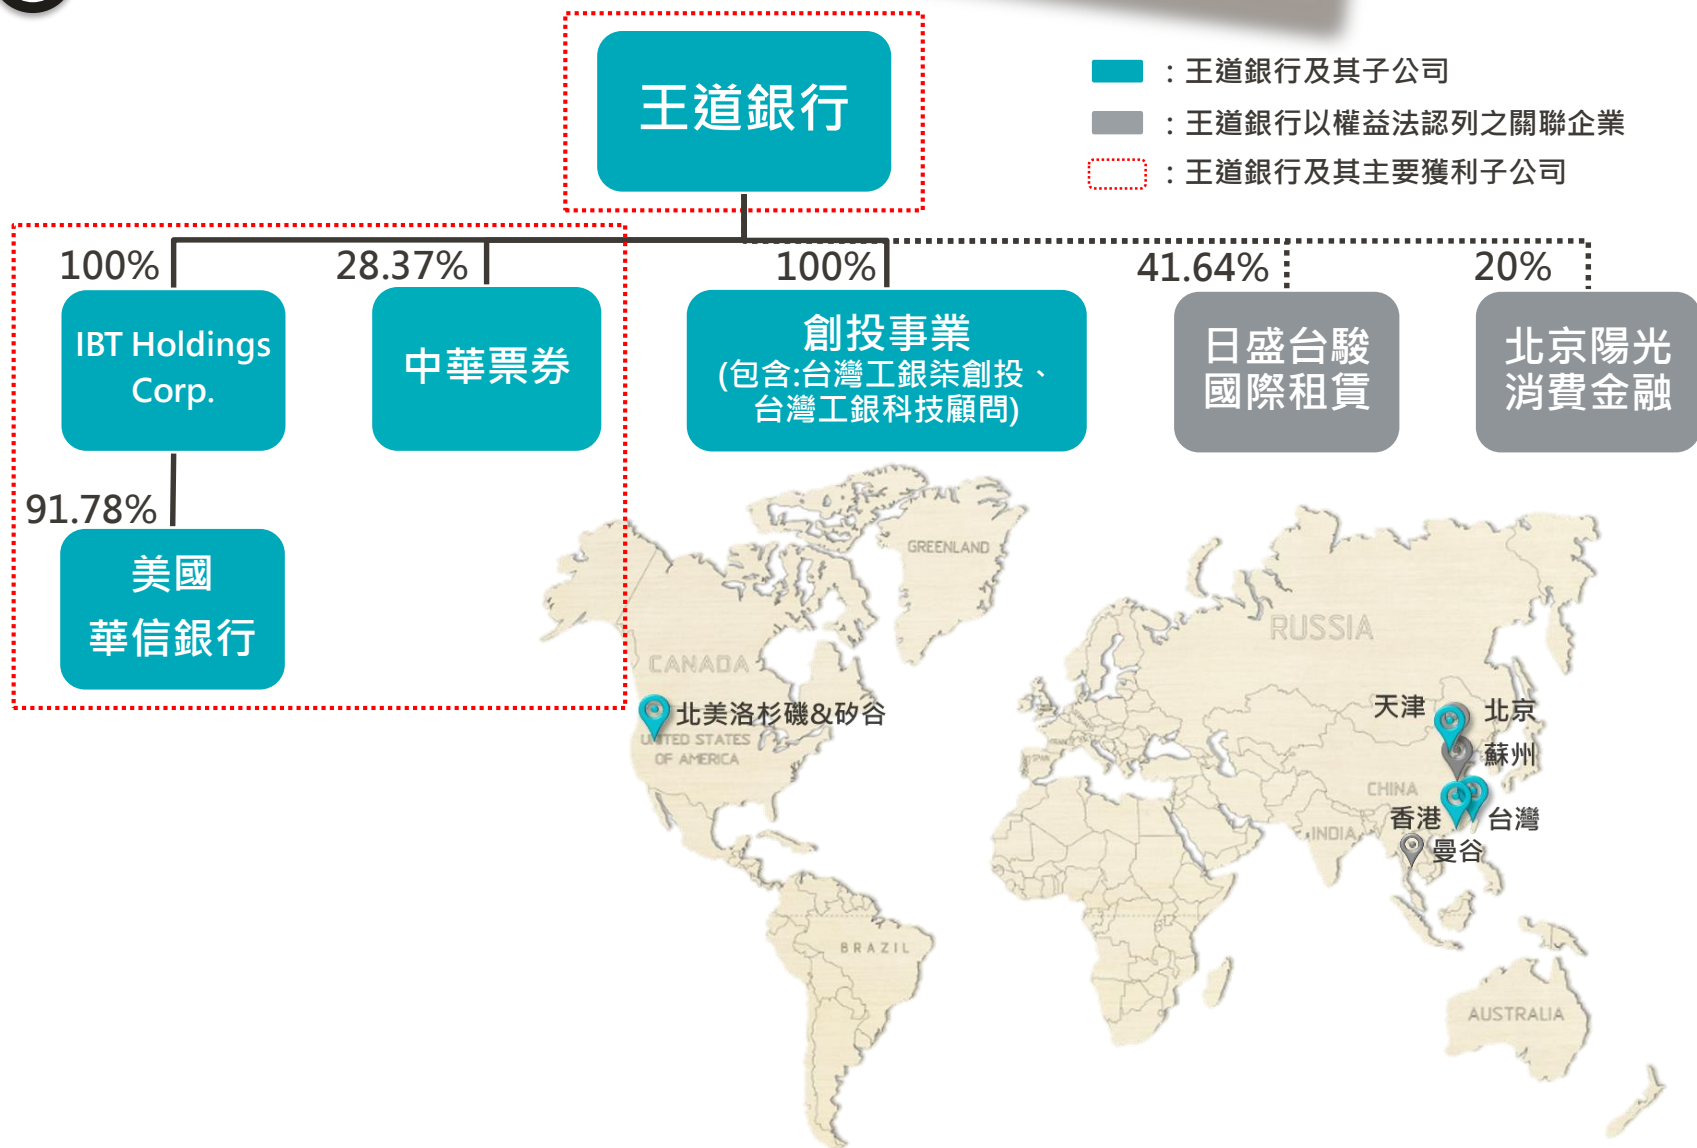 王道銀行
：王道銀行及其子公司
：王道銀行以權益法認列之關聯企業
：王道銀行及其主要獲利子公司
100%
28.37%
100%
41.64%
20%
IBT Holdings
Corp.
中華票券
創投事業
(包含:台灣工銀柒創投、
台灣工銀科技顧問)
日盛台駿
國際租賃
北京陽光
消費金融
91.78%
美國
華信銀行
GREENLAND
RUSSIA
CANADA
北美洛杉磯&矽谷
UNITED STATES
OF AMERICA
天津
北京
蘇州
CHINA
香港
台灣
INDIA
曼谷
BRAZIL
AUSTRALIA